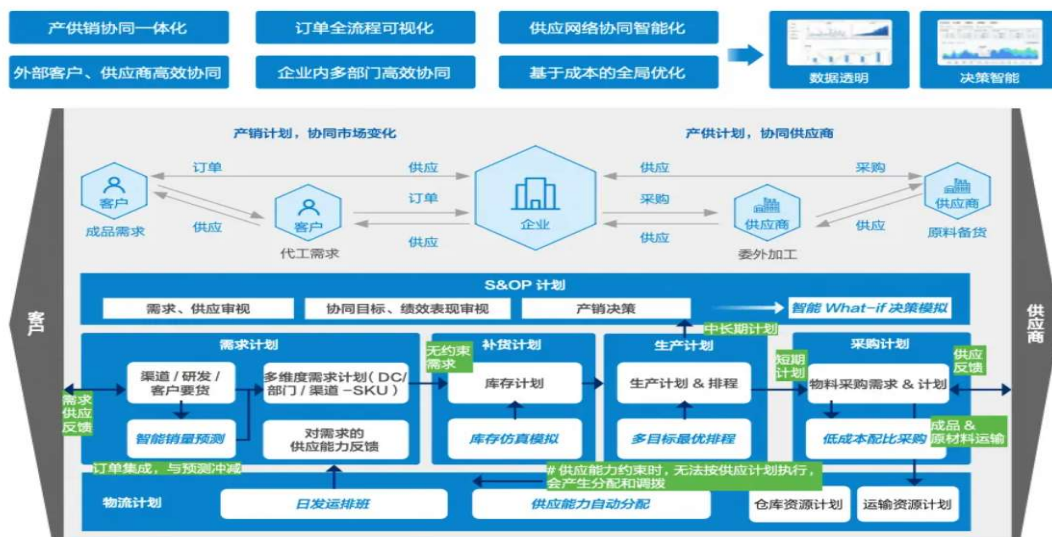 产供销协同一体化
订单全流程可视化
供应网络协同智能化
外部客户、供应商高效协同
企业内多部门高效协同
基于成本的全局优化
数据透明
决策智能
产销计划，协同市场变化
产供计划，协同供应商
订单
供应
供应
采购
客户
订单
企业
采购
供应商
供应
客户
供应商
供应
成品需求
供应
供应
原料备货
代工需求
委外加工
客户
供应商
S&OP 计划
需求、供应审视
协同目标、绩效表现审视
产销决策
智能 What-if 决策模拟
中长期计划
需求计划
无约束
需求
补货计划
生产计划
短期
计划
采购计划
供应
反馈
渠道 / 研发 /
客户要货
多维度需求计划（ DC/
部门 / 渠道 -SKU ）
库存计划
生产计划 & 排程
物料采购需求 & 计划
需求
供应
反馈
智能销量预测
对需求的
供应能力反馈
库存仿真模拟
多目标最优排程
低成本配比采购
成品 &
原材料运输
订单集成，与预测冲减
# 供应能力约束时，无法按供应计划执行，
会产生分配和调拨
物流计划
日发运排班
供应能力自动分配
仓库资源计划
运输资源计划